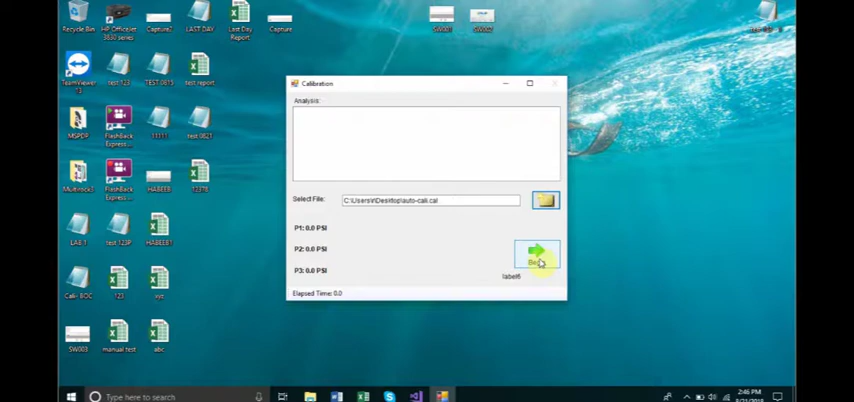 Recycle Bin
HP OfficeJet
3830 series
Capture2
LAST DAY
Last Day
Report
Capture
SW001
SW002
TeamViewer
13
test 123
TEST 0815
test report
MSPDP
FlashBack
Express...
11111
test 0821
Multirock3
FlashBack
Express...
HABEEB
12378
LAB 1
test 123P
HABEEB1
Cali- BOC
123
xyz
SW003
manual test
abc
Calibration
Analysis
Select File:
C:\Users\r\Desktop\auto-cali.cal
P1: 0.0 PSI
P2: 0.0 PSI
P3: 0.0 PSI
label6
Elapsed Time: 0.0
Type here to search
2:46 PM